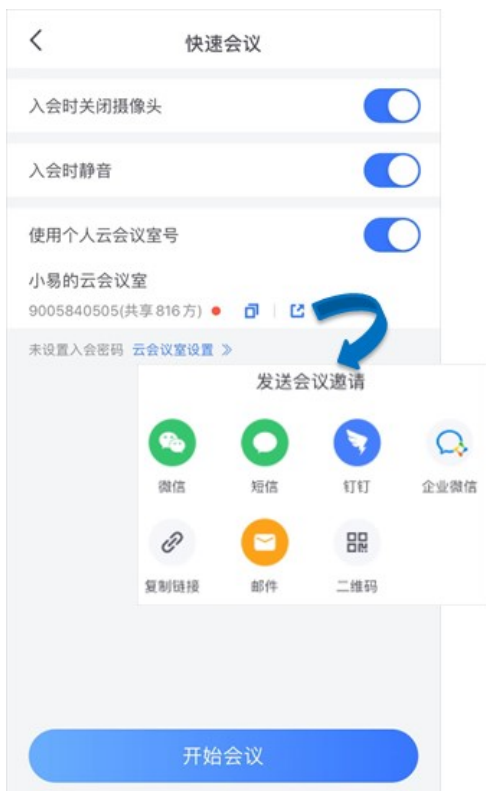 快速会议
入会时关闭摄像头
入会时静音
使用个人云会议室号
小易的云会议室
9005840505(共享816方)
未设置入会密码 云会议室设置 》
发送会议邀请
微信 短信 钉钉 企业微信
复制链接 邮件 二维码
开始会议